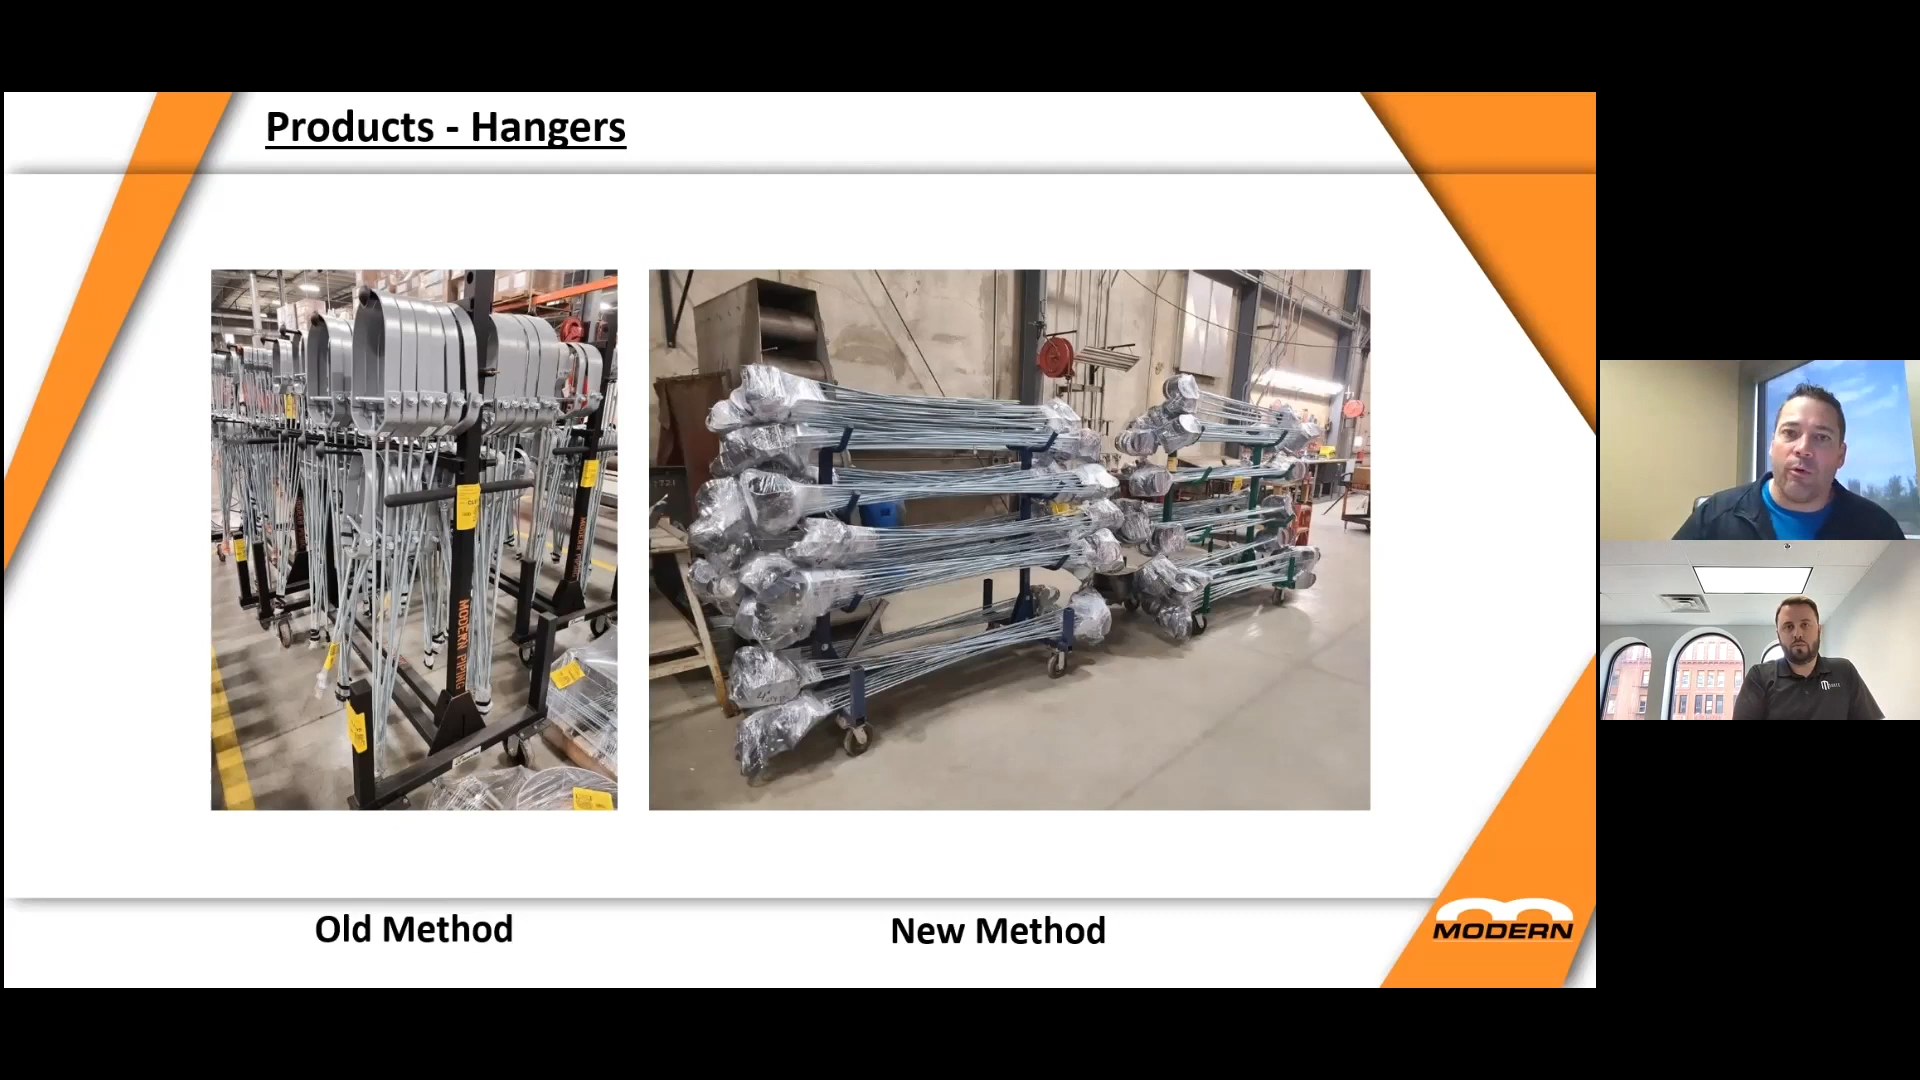 Products - Hangers
MODERN PIPING
Old Method
New Method
MODERN